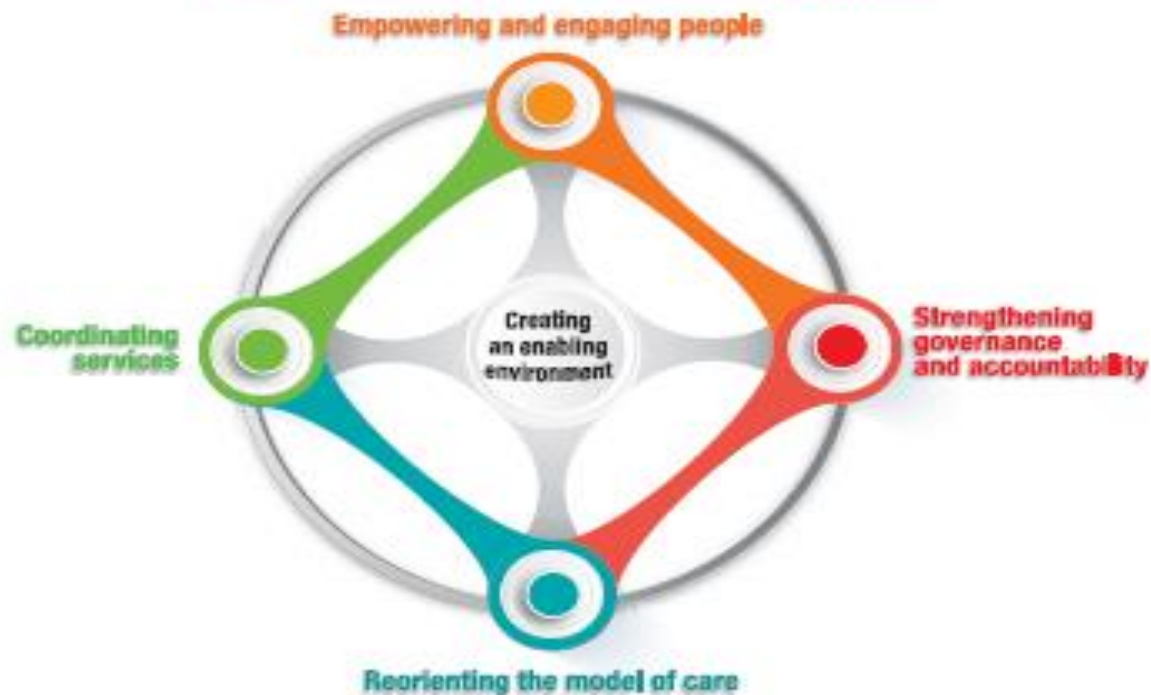 Empowering and engaging people
Coordinating
services
Creating
an enabling
environment
Strengthening
governance
and accountability
Reorienting the model of care